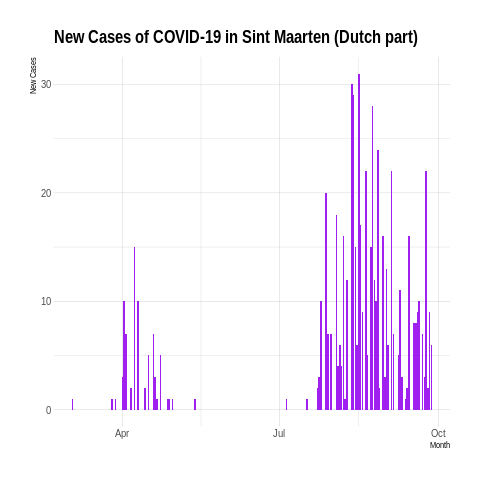 New Cases of COVID-19 in Sint Maarten (Dutch part)
New Cases
30
20
10
0
Apr
Jul
Oct
Month